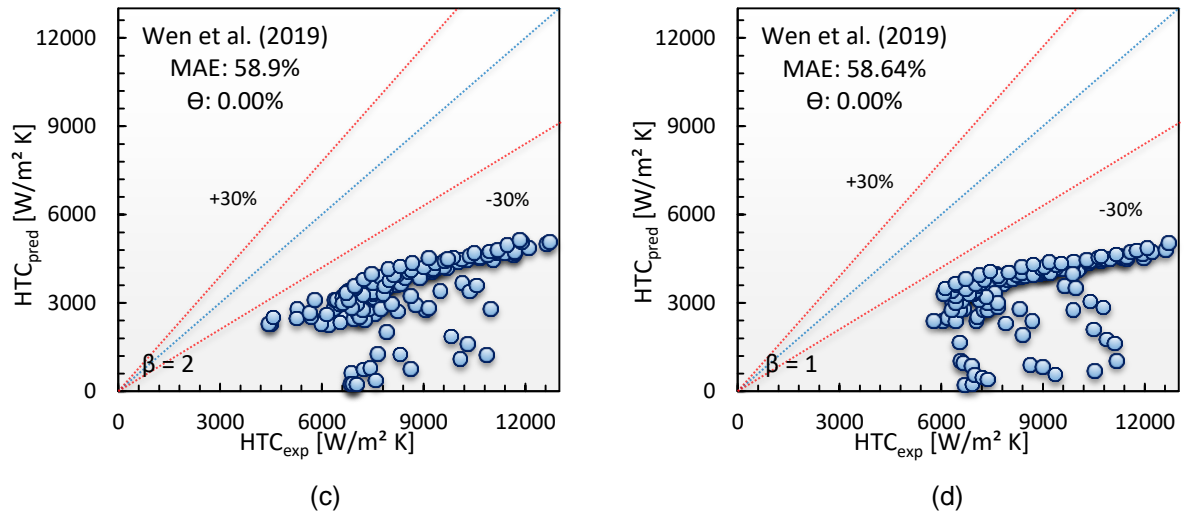 Wen et al. (2019)
MAE: 58.9%
Ө: 0.00%
+30%
-30%
β = 2
12000
9000
6000
3000
0
HTCpred [W/m² K]
0 3000 6000 9000 12000
HTCexp [W/m² K]
(c)
Wen et al. (2019)
MAE: 58.64%
Ө: 0.00%
+30%
-30%
β = 1
12000
9000
6000
3000
0
HTCpred [W/m² K]
0 3000 6000 9000 12000
HTCexp [W/m² K]
(d)